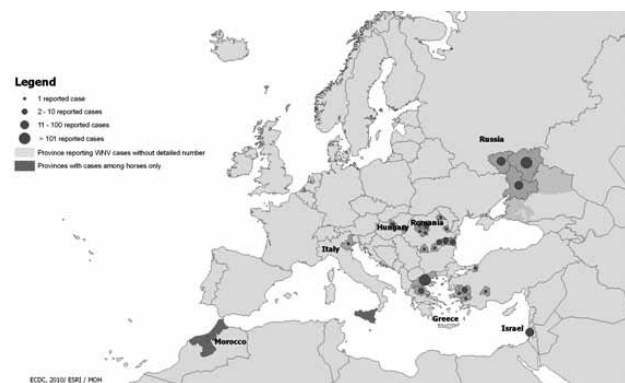 Legend
1 reported case
2 - 10 reported cases
11 - 100 reported cases
> 101 reported cases
Province reporting WNV cases without detailed number
Provinces with cases among horses only
Russia
Hungary
Romania
Italy
Greece
Israel
Morocco
ECDC, 2010/ ESRI / MOH